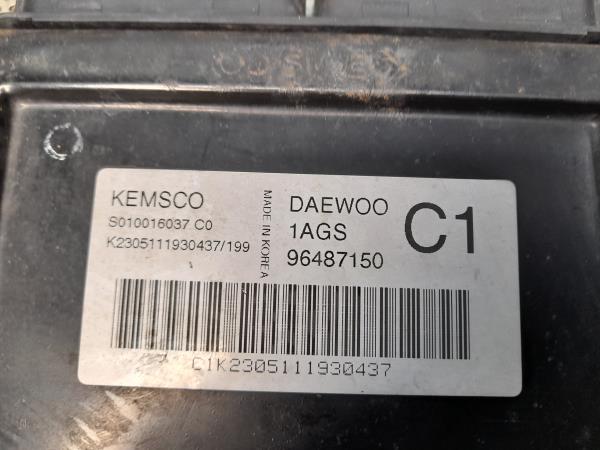 KEMSCO
S010016037 C0
K2305111930437/199
MADE IN KOREA
DAEWOO
1AGS
96487150
C1
C1K2305111930437